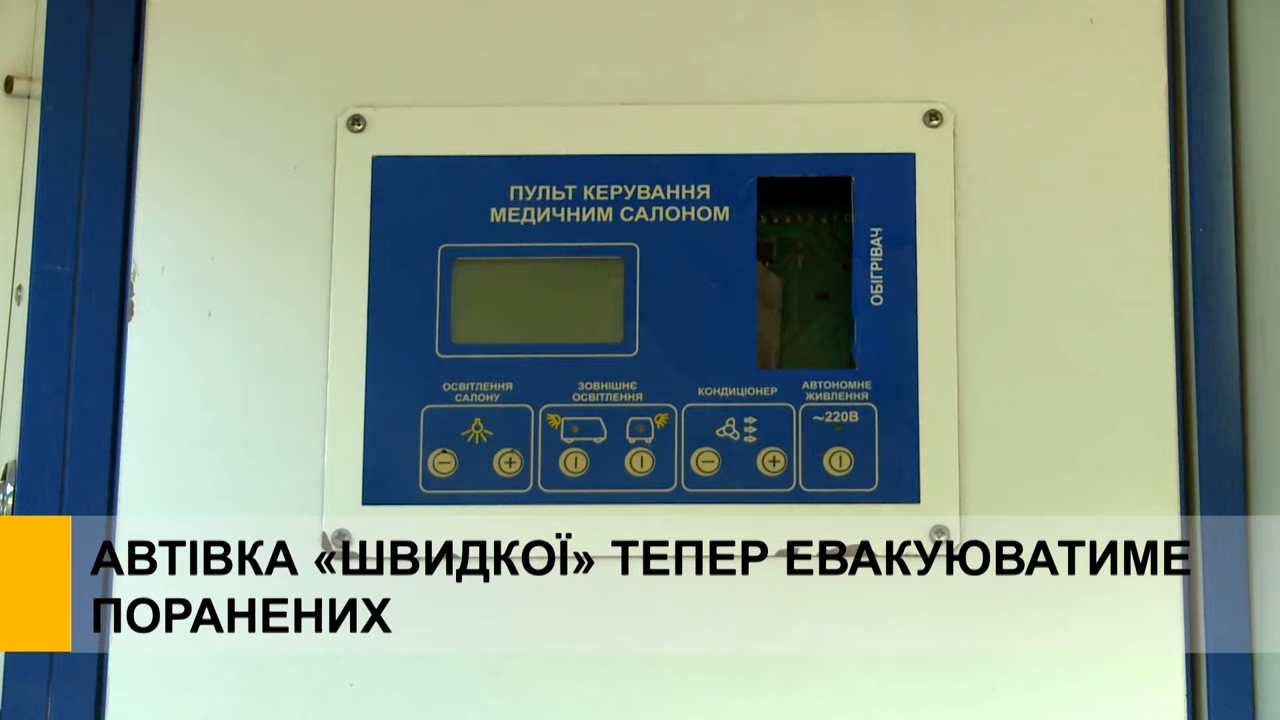 ПУЛЬТ КЕРУВАННЯ
МЕДИЧНИМ САЛОНОМ
ОБІГРІВАЧ
ОСВІТЛЕННЯ
САЛОНУ
ЗОВНІШНЄ
ОСВІТЛЕННЯ
КОНДИЦІОНЕР
АВТОНОМНЕ
ЖИВЛЕННЯ
~220В
АВТІВКА «ШВИДКОЇ» ТЕПЕР ЕВАКУЮВАТИМЕ
ПОРАНЕНИХ